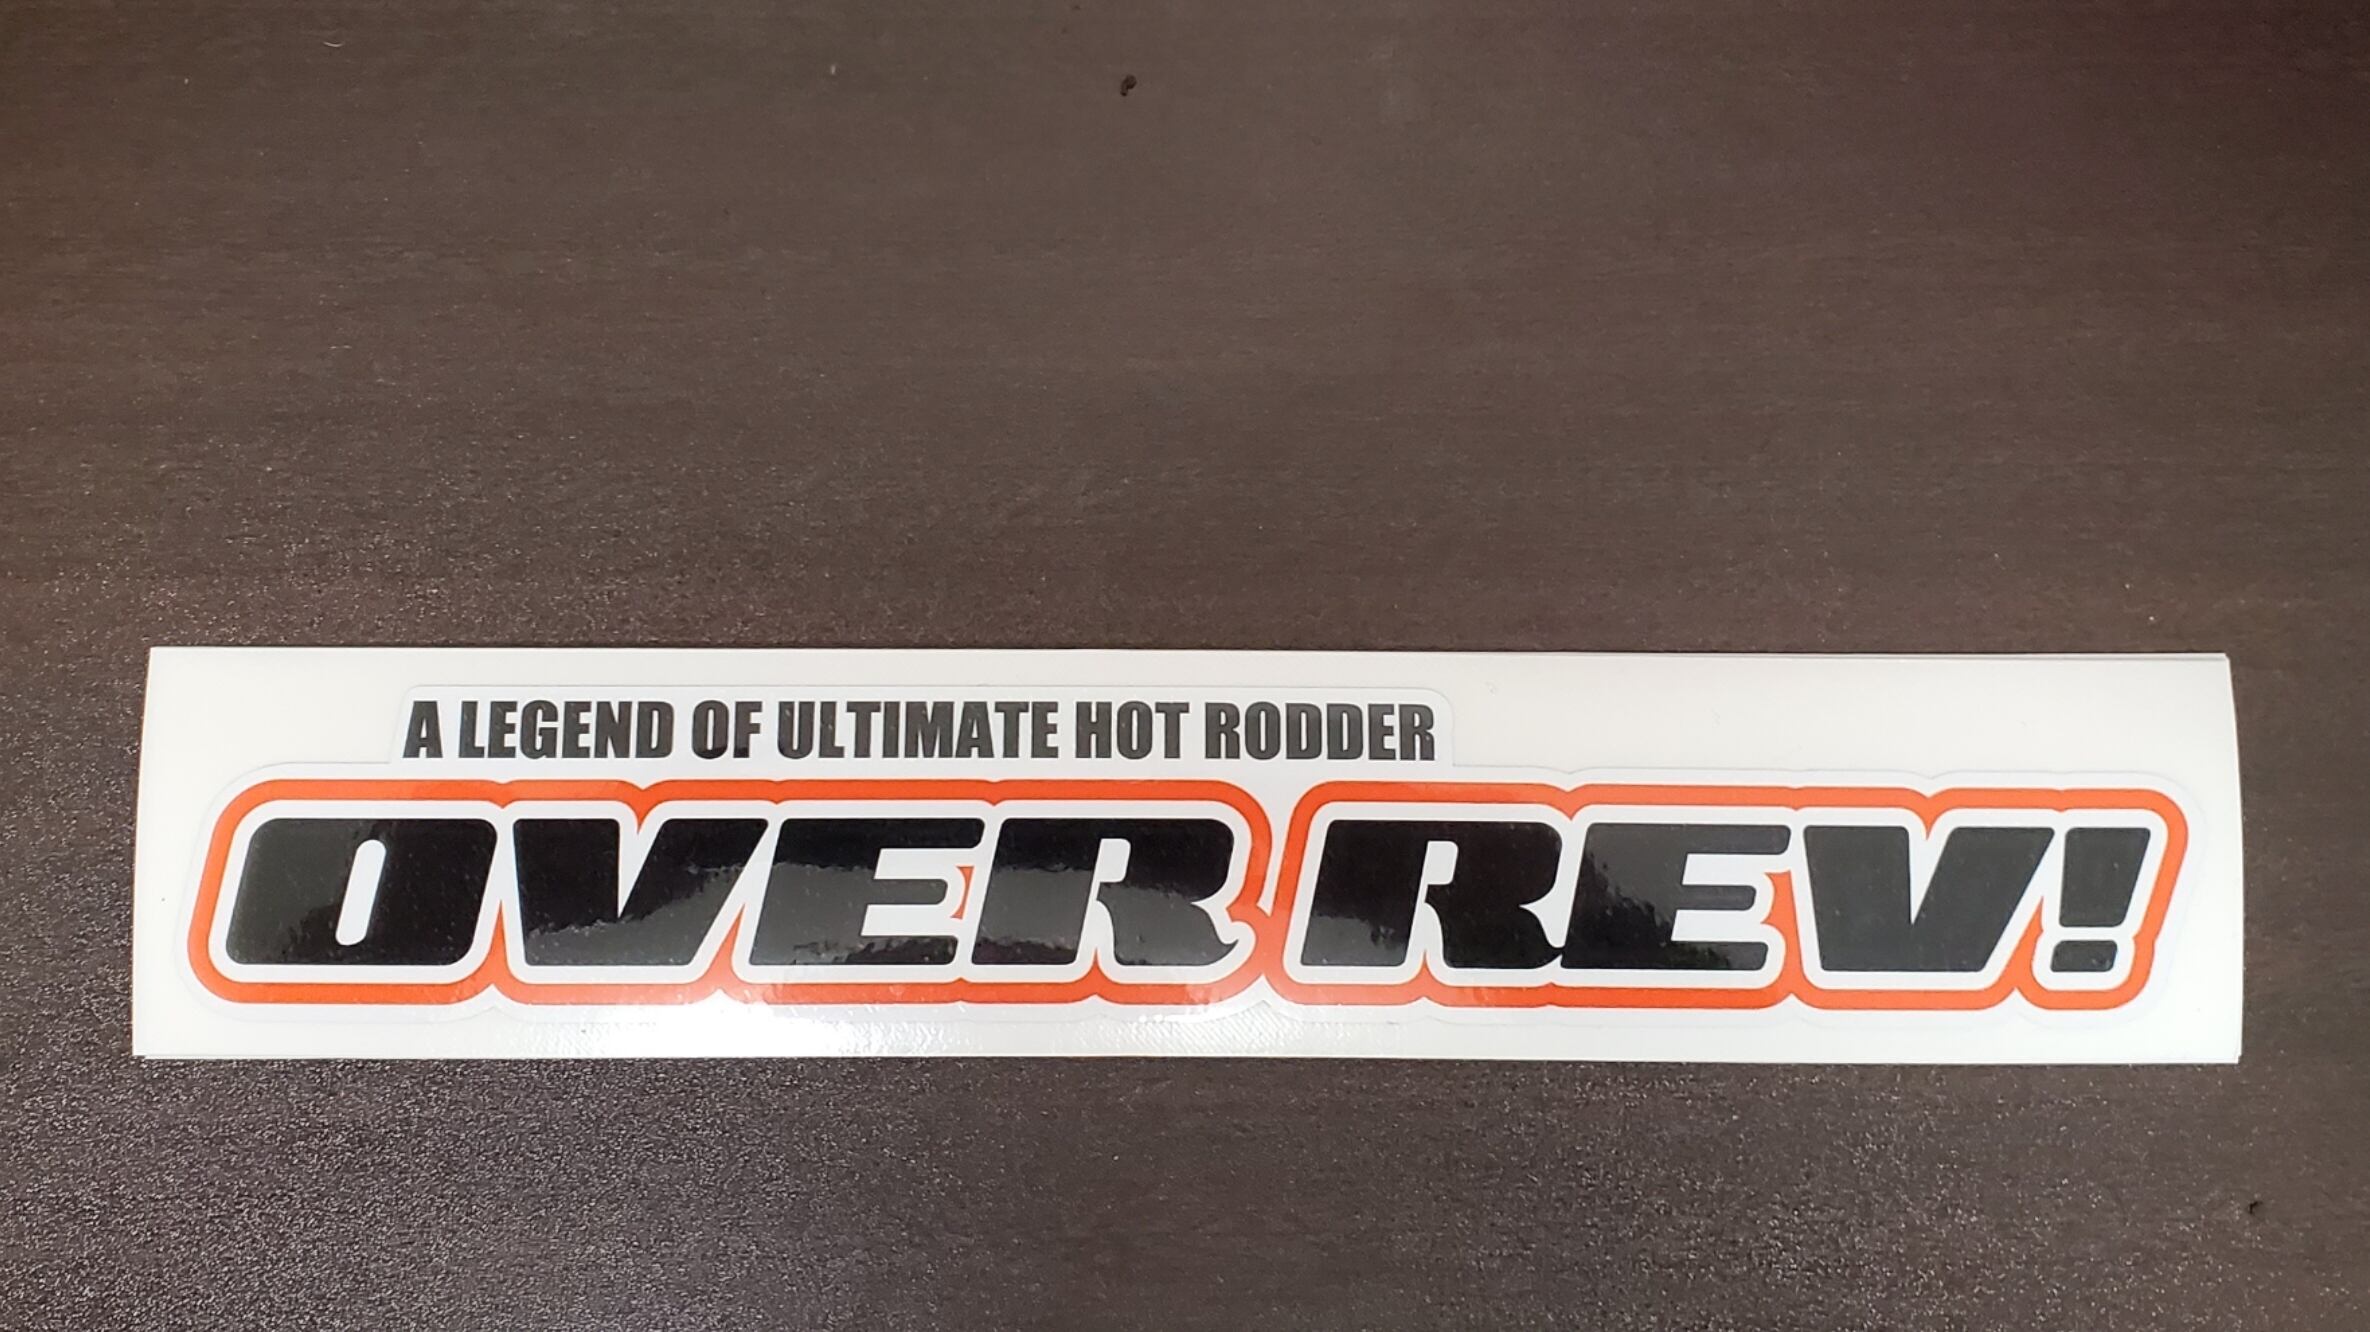 A LEGEND OF ULTIMATE HOT RODDER
OVER REV!